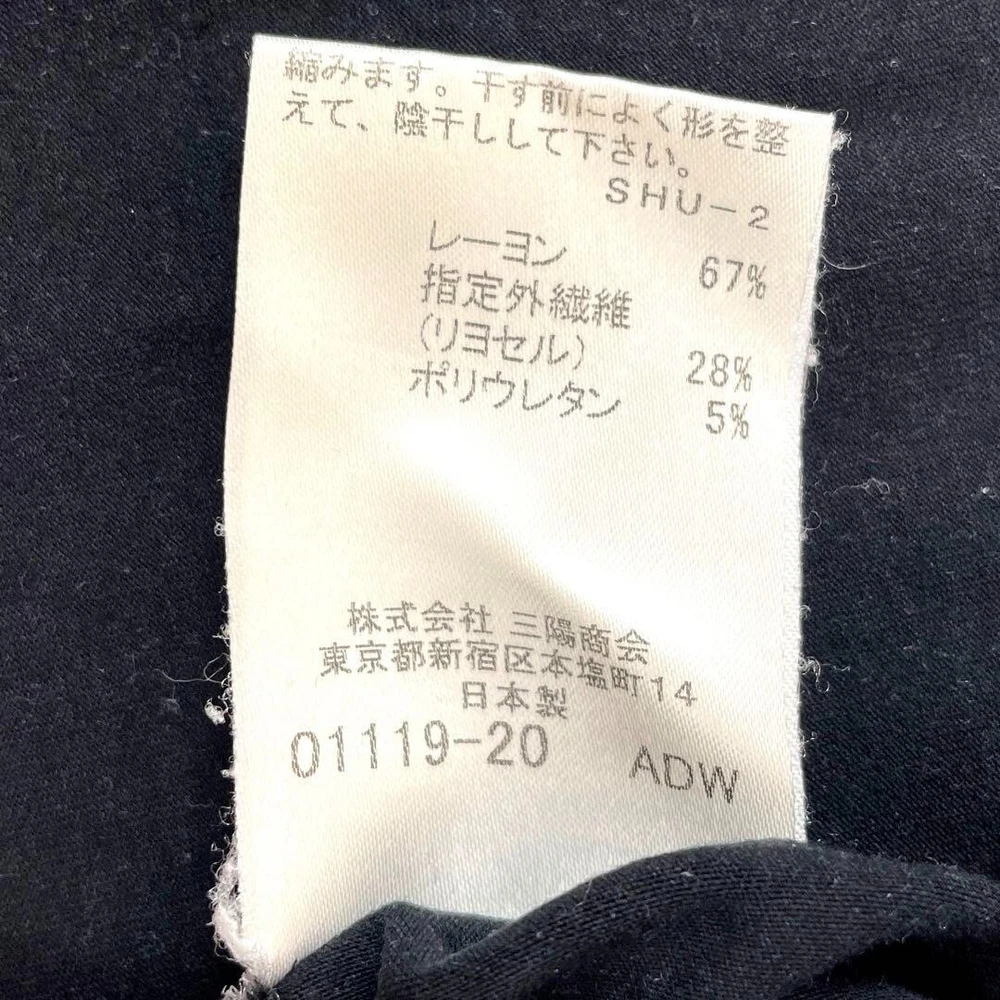 縮みます。干す前によく形を整
えて、陰干ししして下さい。
SHU-2
レーヨン 67%
指定外繊維
(リヨセル) 28%
ポリウレタン 5%
株式会社 三陽商会
東京都新宿区本塩町14
日本製
01119-20 ADW